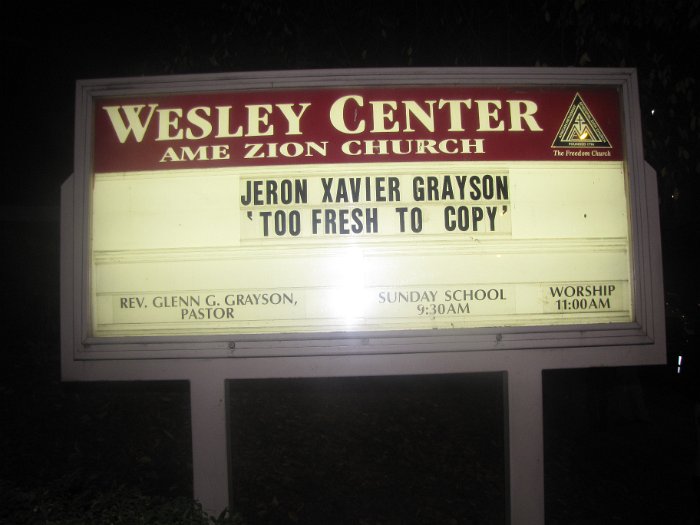 WESLEY CENTER
AME ZION CHURCH
The Freedom Church
JERON XAVIER GRAYSON
'TOO FRESH TO COPY'
REV. GLENN G. GRAYSON,
PASTOR
SUNDAY SCHOOL
9:30AM
WORSHIP
11:00AM